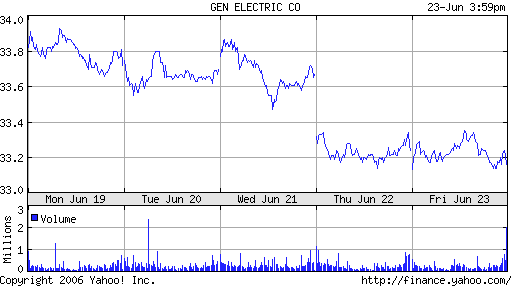 GEN ELECTRIC CO 23-Jun 3:59pm
34.0
33.8
33.6
33.4
33.2
33.0
Mon Jun 19 Tue Jun 20 Wed Jun 21 Thu Jun 22 Fri Jun 23
3
2
1
0
Millions
Volume
Copyright 2006 Yahoo! Inc. http://finance.yahoo.com/